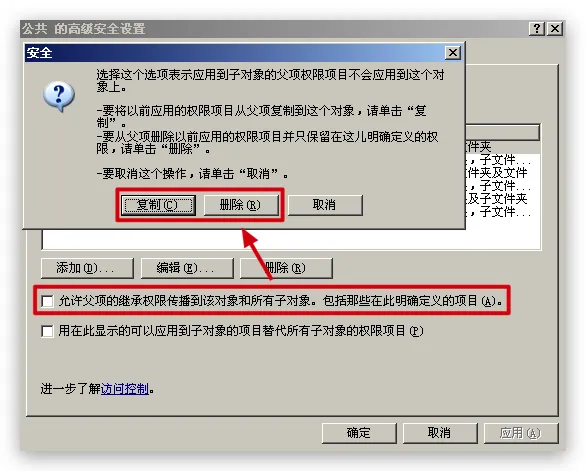 公共 的高级安全设置
安全
选择这个选项表示应用到子对象的父项权限项目不会应用到这个对
象上。
-要将以前应用的权限项目从父项复制到这个对象，请单击“复
制”。
-要从父项删除以前应用的权限项目并只保留在这儿明确定义的权
限，请单击“删除”。
-要取消这个操作，请单击“取消”。
复制(C)
删除(R)
取消
文件夹
，子文件...
夹及文件
，子文件...
及子文件夹
，子文件...
添加(D)...
编辑(E)...
删除(R)
允许父项的继承权限传播到该对象和所有子对象。包括那些在此明确定义的项目(A)。
用在此显示的可以应用到子对象的项目替代所有子对象的权限项目(P)
进一步了解访问控制。
确定
取消
应用(A)